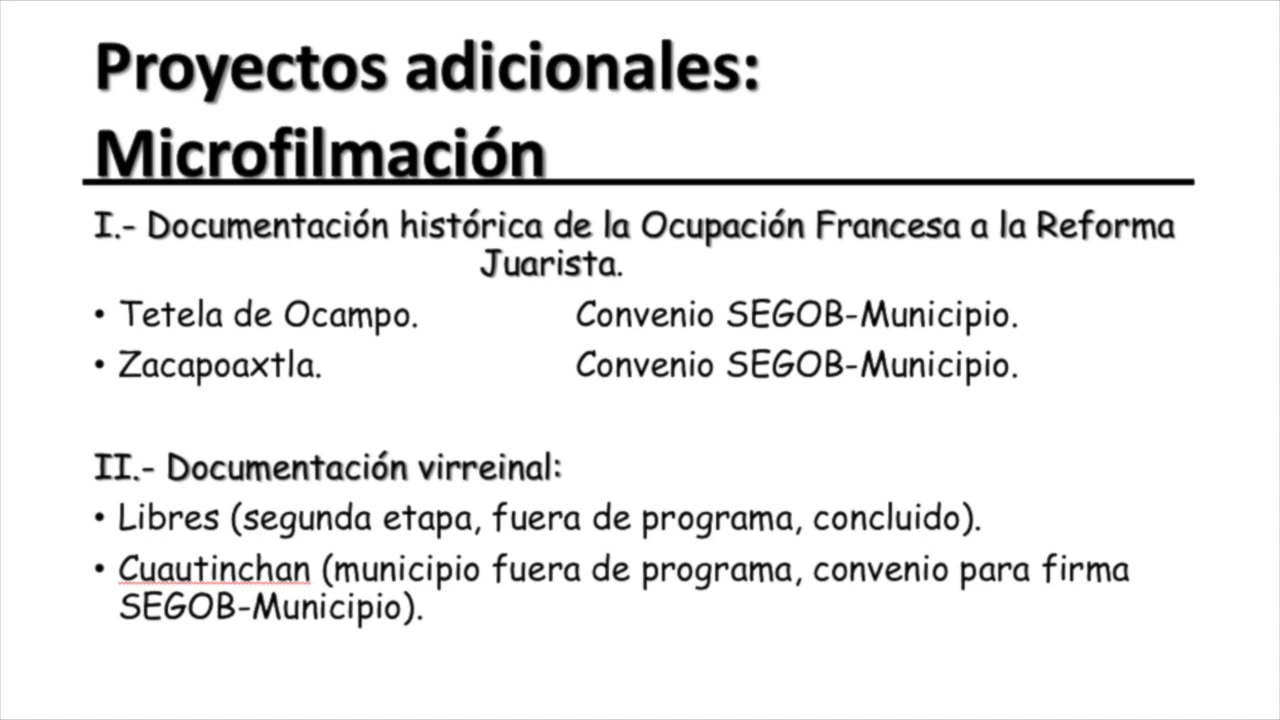 Proyectos adicionales:
Microfilmación
I.- Documentación histórica de la Ocupación Francesa a la Reforma
Juarista.
• Tetela de Ocampo. Convenio SEGOB-Municipio.
• Zacapoaxtla. Convenio SEGOB-Municipio.
II.- Documentación virreinal:
• Libres (segunda etapa, fuera de programa, concluido).
• Cuautinchan (municipio fuera de programa, convenio para firma
SEGOB-Municipio).